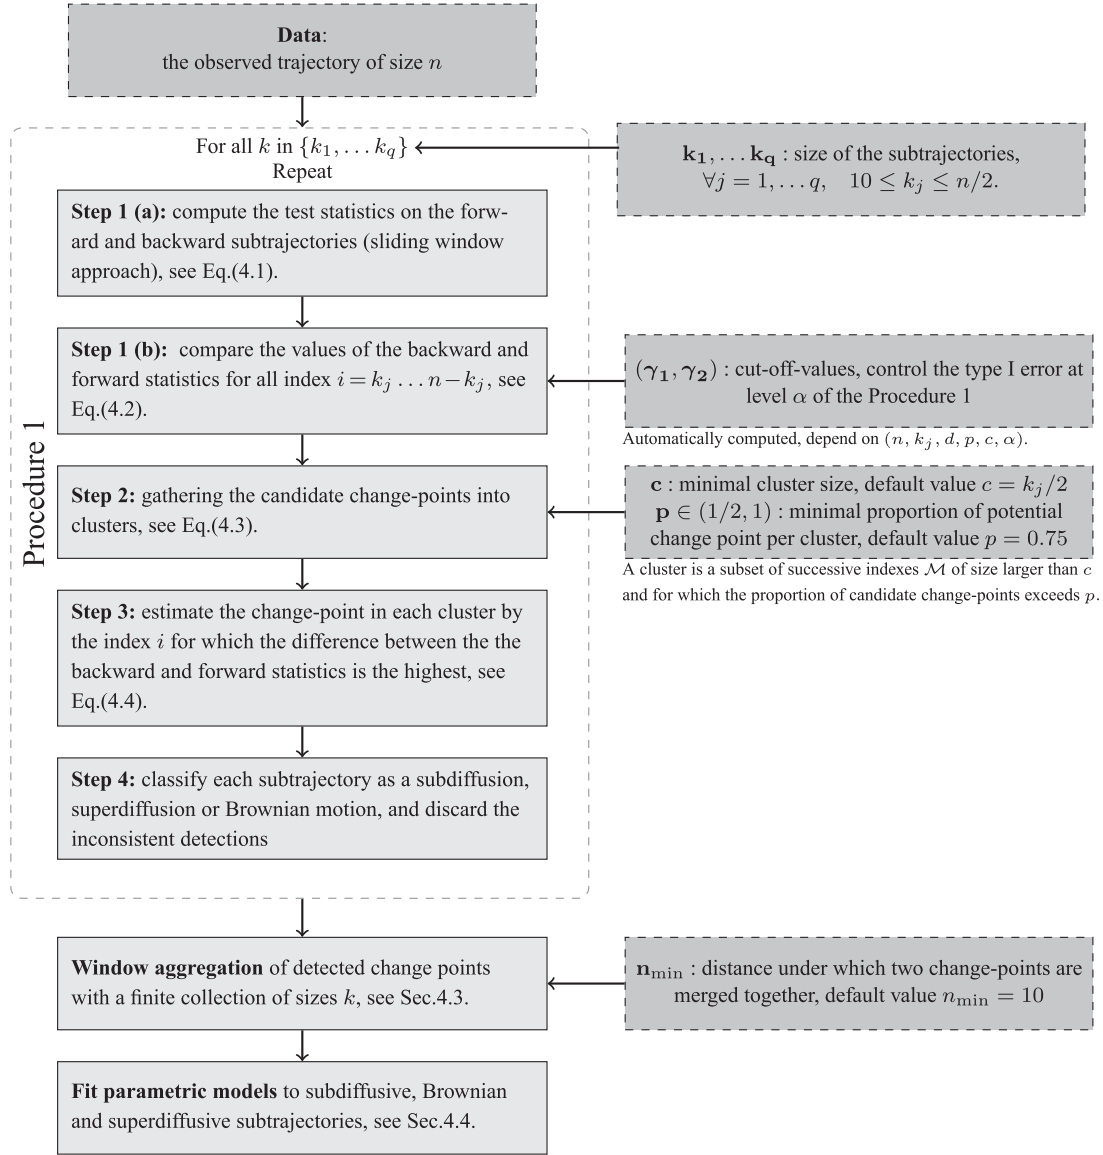 Data:
the observed trajectory of size n
For all k in {k₁, … k_q}
Repeat
k₁, … k_q : size of the subtrajectories,
∀j = 1, … q, 10 ≤ k_j ≤ n/2.
Procedure 1
Step 1 (a): compute the test statistics on the forw-
ard and backward subtrajectories (sliding window
approach), see Eq.(4.1).
Step 1 (b): compare the values of the backward and
forward statistics for all index i = k_j … n − k_j, see
Eq.(4.2).
(γ₁, γ₂) : cut-off-values, control the type I error at
level α of the Procedure 1
Automatically computed, depend on (n, k_j, d, p, c, α).
Step 2: gathering the candidate change-points into
clusters, see Eq.(4.3).
c : minimal cluster size, default value c = k_j/2
p ∈ (1/2, 1) : minimal proportion of potential
change point per cluster, default value p = 0.75
A cluster is a subset of successive indexes ℳ of size larger than c
and for which the proportion of candidate change-points exceeds p.
Step 3: estimate the change-point in each cluster by
the index i for which the difference between the the
backward and forward statistics is the highest, see
Eq.(4.4).
Step 4: classify each subtrajectory as a subdiffusion,
superdiffusion or Brownian motion, and discard the
inconsistent detections
Window aggregation of detected change points
with a finite collection of sizes k, see Sec.4.3.
n_min : distance under which two change-points are
merged together, default value n_min = 10
Fit parametric models to subdiffusive, Brownian
and superdiffusive subtrajectories, see Sec.4.4.